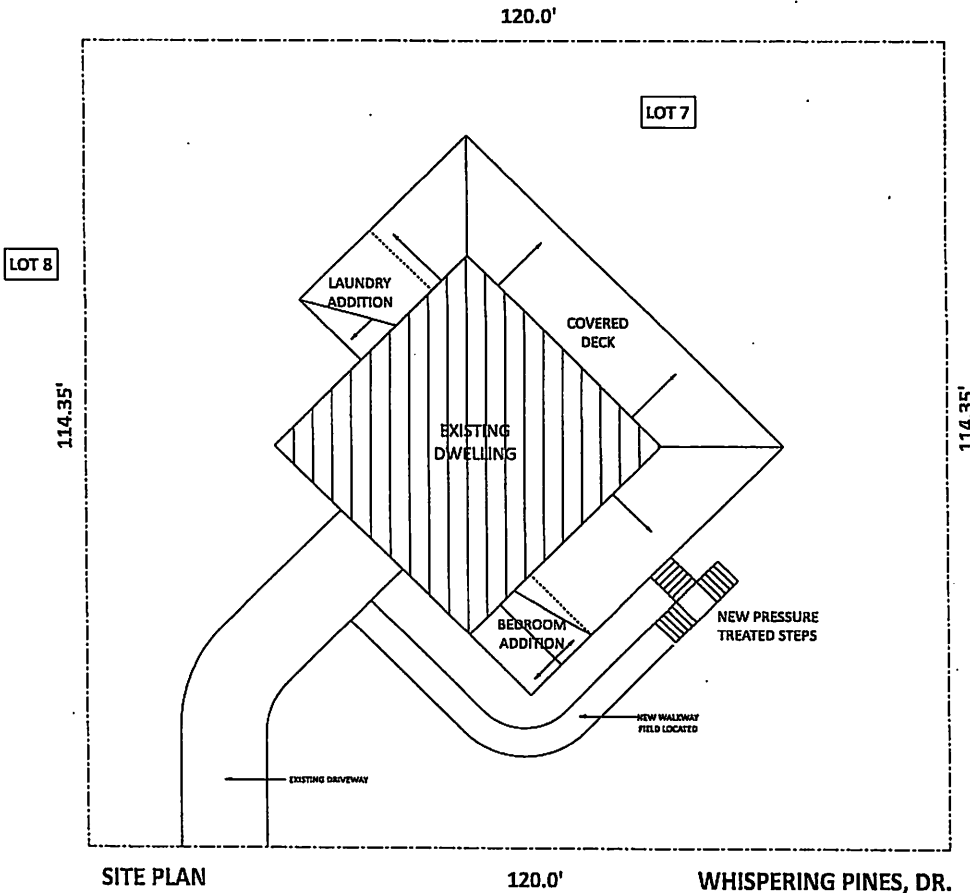 120.0'
LOT 7
LOT 8
LAUNDRY
ADDITION
COVERED
DECK
114.35'
114.35'
EXISTING
DWELLING
BEDROOM
ADDITION
NEW PRESSURE
TREATED STEPS
NEW WALKWAY
FIELD LOCATED
EXISTING DRIVEWAY
SITE PLAN
120.0'
WHISPERING PINES, DR.